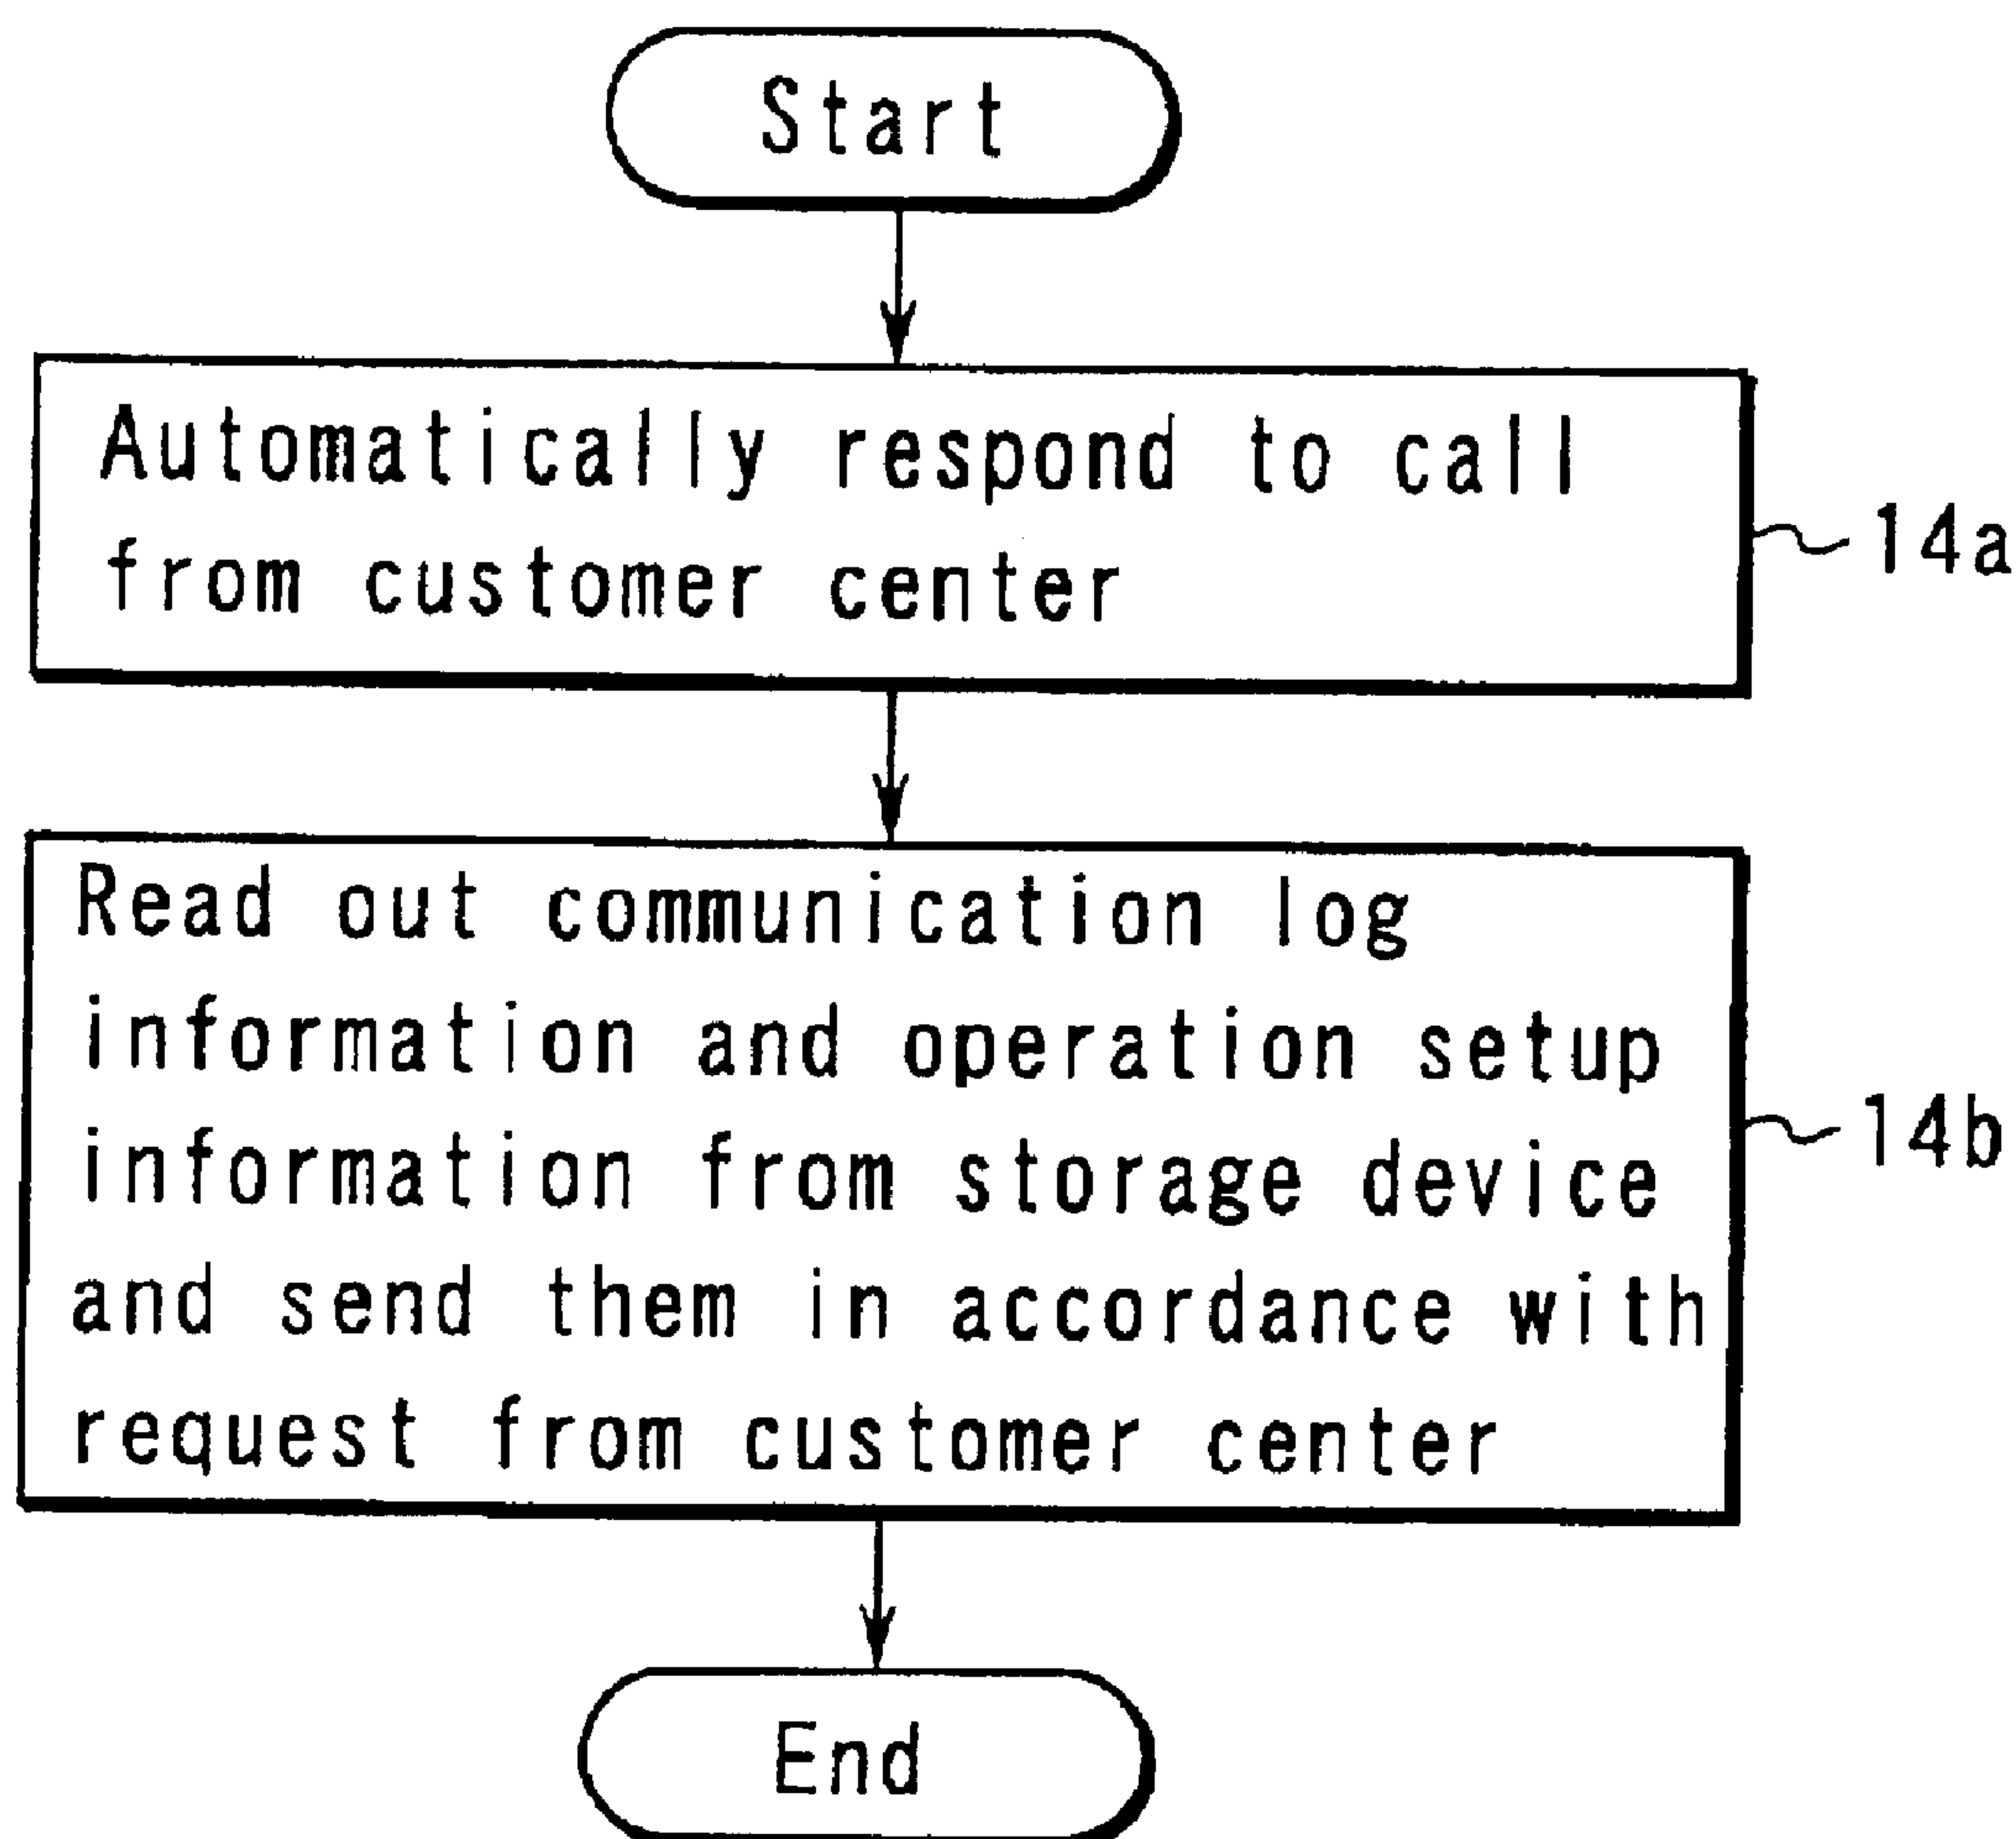 Start
Automatically respond to call
from customer center
14a
Read out communication log
information and operation setup
information from storage device
and send them in accordance with
request from customer center
14b
End